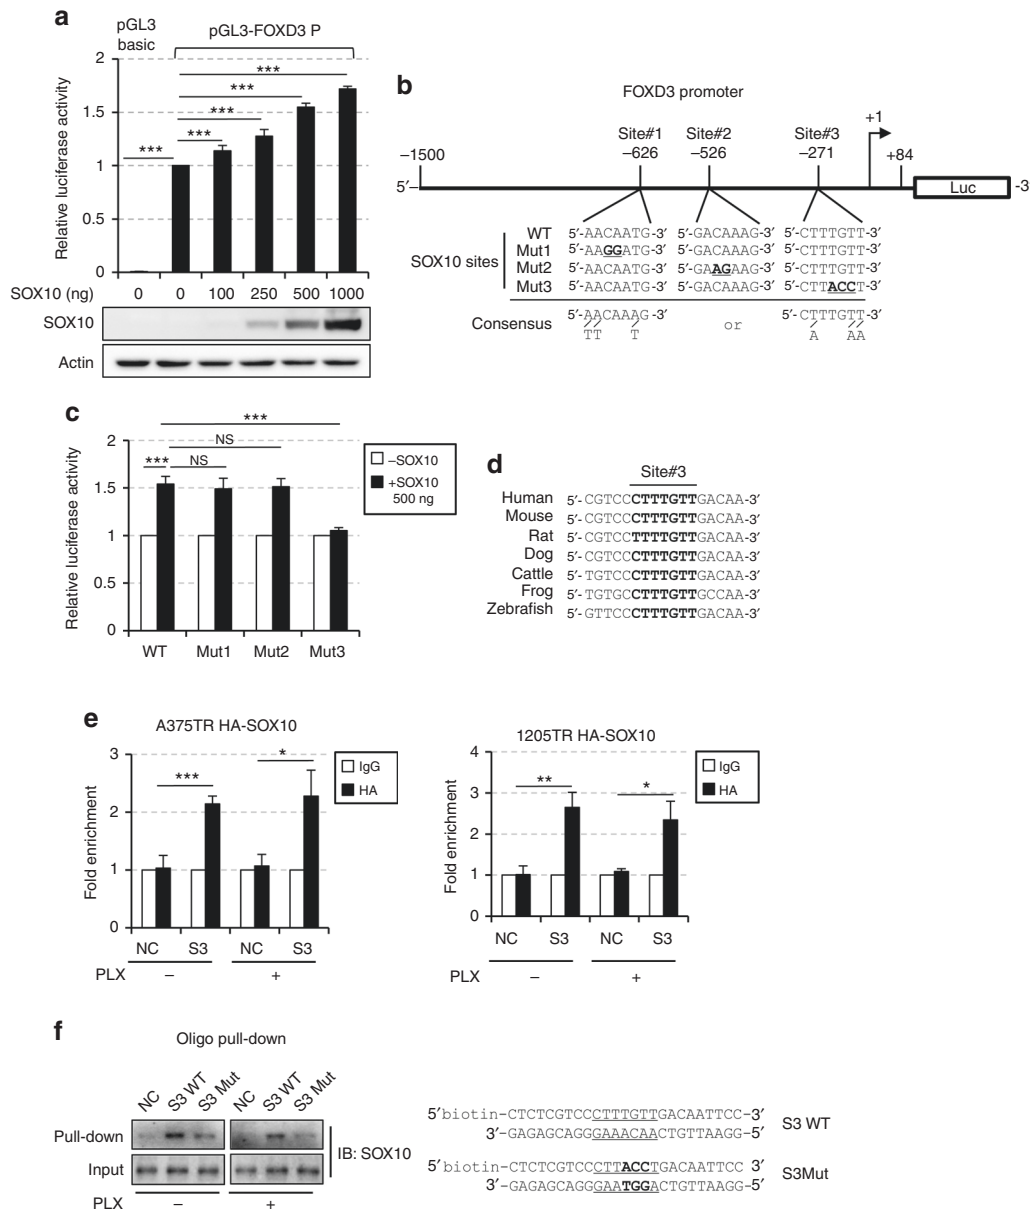 a
pGL3 basic
pGL3-FOXD3 P
Relative luciferase activity
2
1.5
1
0.5
0
***
***
***
***
***
SOX10 (ng) 0 0 100 250 500 1000
SOX10
Actin
b
FOXD3 promoter
Site#1 Site#2 Site#3 +1
–1500 –626 –526 –271 +84
5′– Luc -3
SOX10 sites
WT 5′-AACAATG-3′ 5′-GACAAAG-3′ 5′-CTTTGTT-3′
Mut1 5′-AAGGATG-3′ 5′-GACAAAG-3′ 5′-CTTTGTT-3′
Mut2 5′-AACAATG-3′ 5′-GAAGAAG-3′ 5′-CTTTGTT-3′
Mut3 5′-AACAATG-3′ 5′-GACAAAG-3′ 5′-CTTACCT-3′
Consensus 5′-AACAAAG-3′ or 5′-CTTTGTT-3′
TT T A AA
c
Relative luciferase activity
2
1.5
1
0.5
0
***
NS
*** NS
–SOX10
+SOX10
500 ng
WT Mut1 Mut2 Mut3
d
Site#3
Human 5′-CGTCCCTTTGTTGACAA-3′
Mouse 5′-CGTCCCTTTGTTGACAA-3′
Rat 5′-CGTCCTTTTGTTGACAA-3′
Dog 5′-CGTCCCTTTGTTGACAA-3′
Cattle 5′-TGTCCCTTTGTTGACAA-3′
Frog 5′-TGTGCCTTTGTTGCCAA-3′
Zebrafish 5′-GTTCCCTTTGTTGACAA-3′
e
A375TR HA-SOX10
Fold enrichment
3
2
1
0
***
*
IgG
HA
NC S3 NC S3
PLX – +
1205TR HA-SOX10
Fold enrichment
4
3
2
1
0
**
*
IgG
HA
NC S3 NC S3
PLX – +
f
Oligo pull-down
NC S3 WT S3 Mut NC S3 WT S3 Mut
Pull-down
Input
IB: SOX10
PLX – +
5′biotin–CTCTCGTCCCTTTGTTGACAATTCC-3′
3′-GAGAGCAGGGAAACAACTGTTAAGG-5′
S3 WT
5′biotin–CTCTCGTCCCTTACCTGACAATTCC 3′
3′-GAGAGCAGGGAATGGACTGTTAAGG-5′
S3Mut